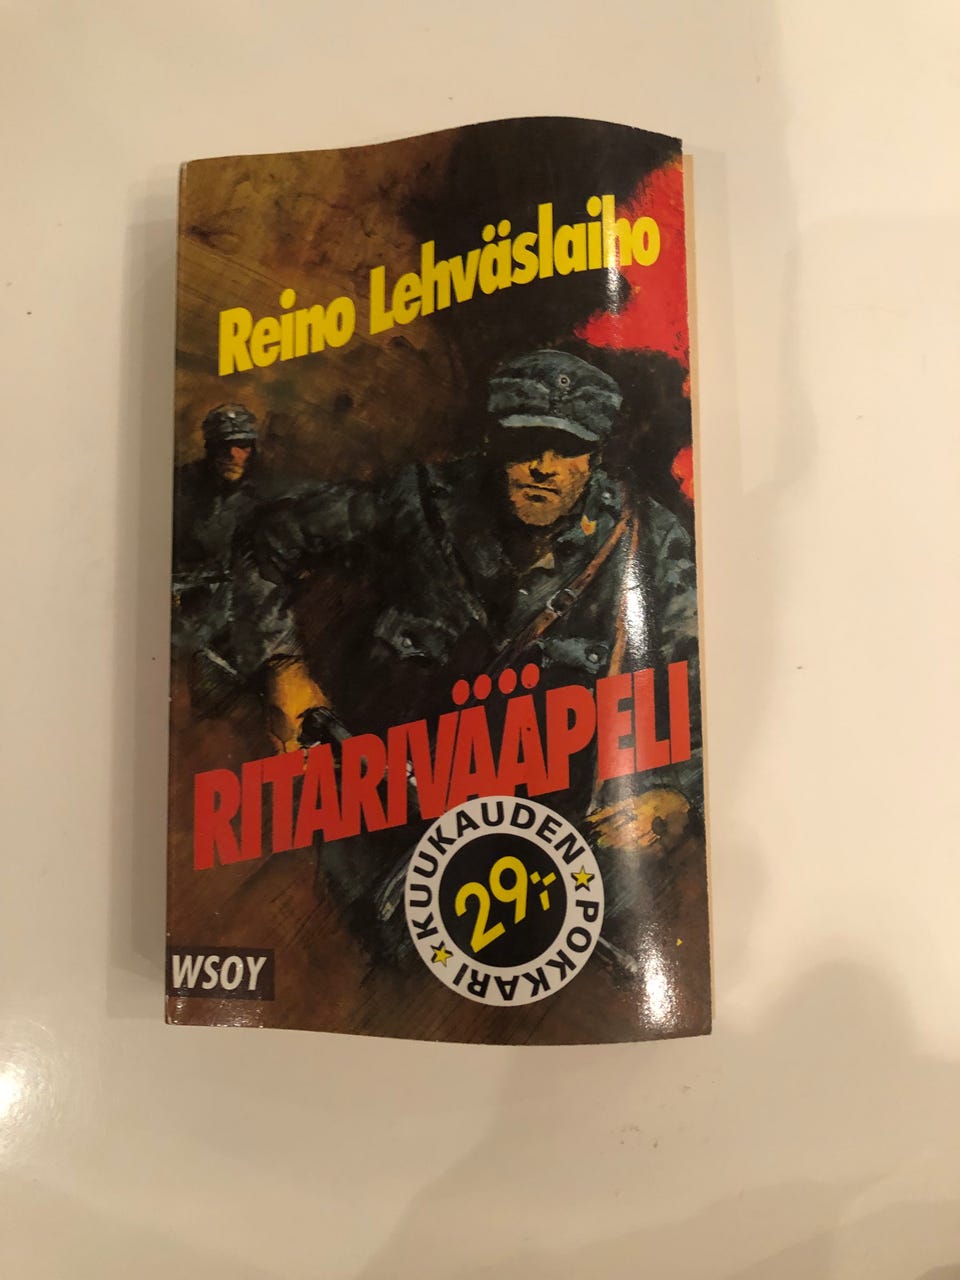 Reino Lehväslaiho
RITARIVÄÄPELI
KUUKAUDEN
POKKARI
29:-
WSOY